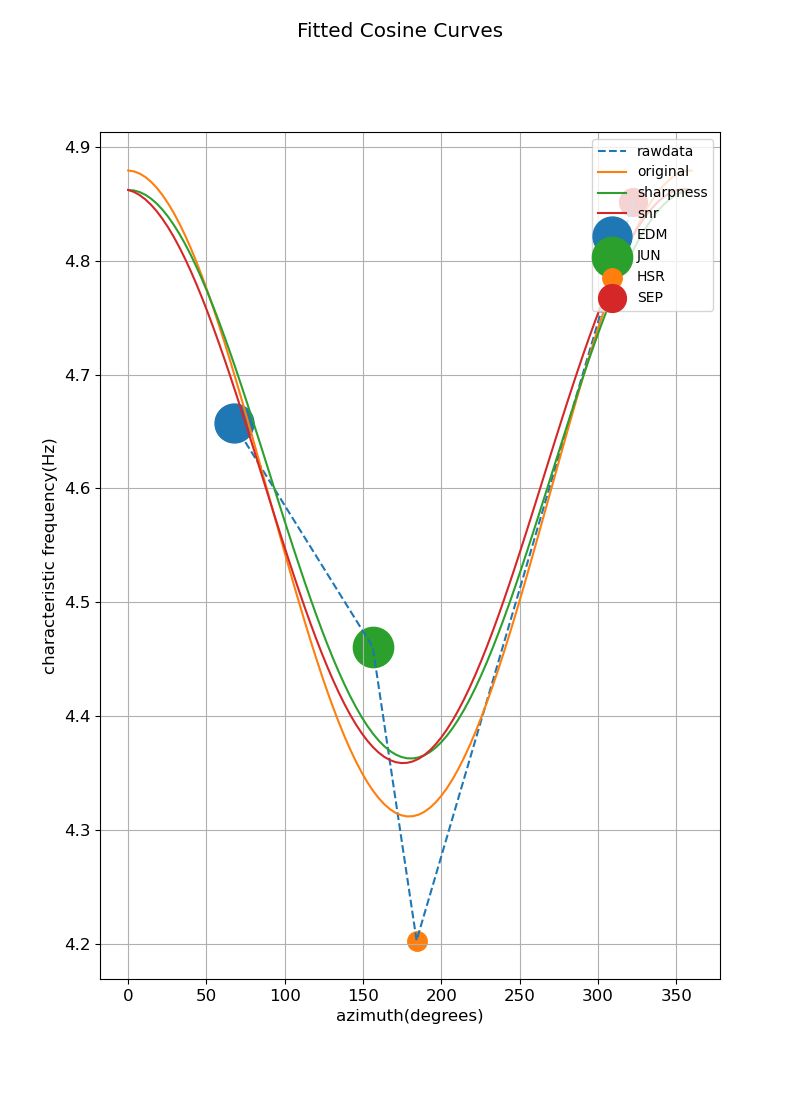 Fitted Cosine Curves
4.9
4.8
4.7
4.6
4.5
4.4
4.3
4.2
characteristic frequency(Hz)
rawdata
original
sharpness
snr
EDM
JUN
HSR
SEP
0 50 100 150 200 250 300 350
azimuth(degrees)